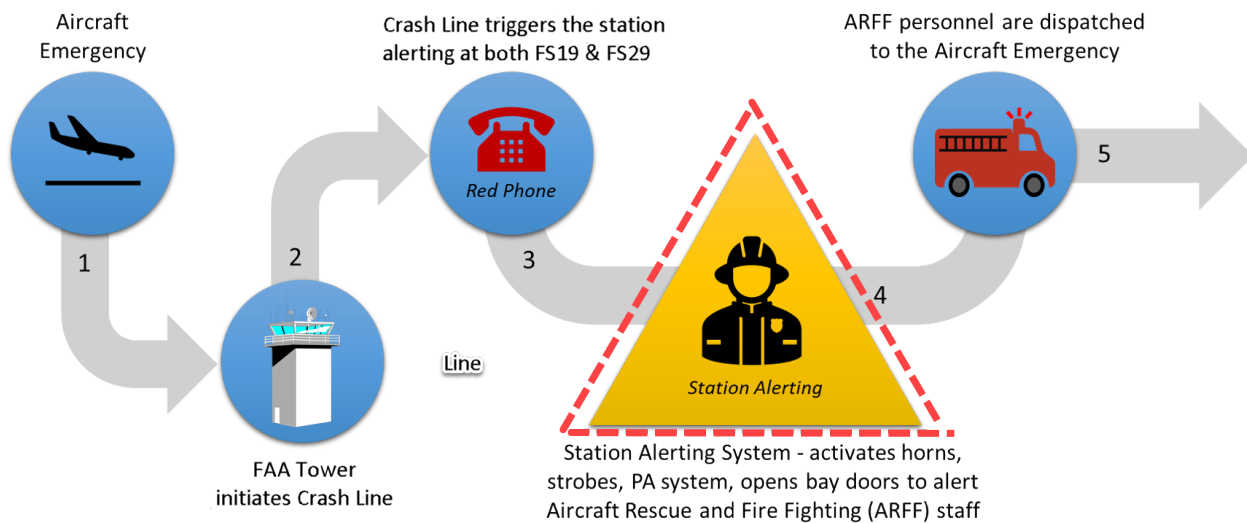 Aircraft
Emergency
1
FAA Tower
initiates Crash Line
2
Crash Line triggers the station
alerting at both FS19 & FS29
Red Phone
3
Line
Station Alerting
Station Alerting System - activates horns,
strobes, PA system, opens bay doors to alert
Aircraft Rescue and Fire Fighting (ARFF) staff
4
ARFF personnel are dispatched
to the Aircraft Emergency
5